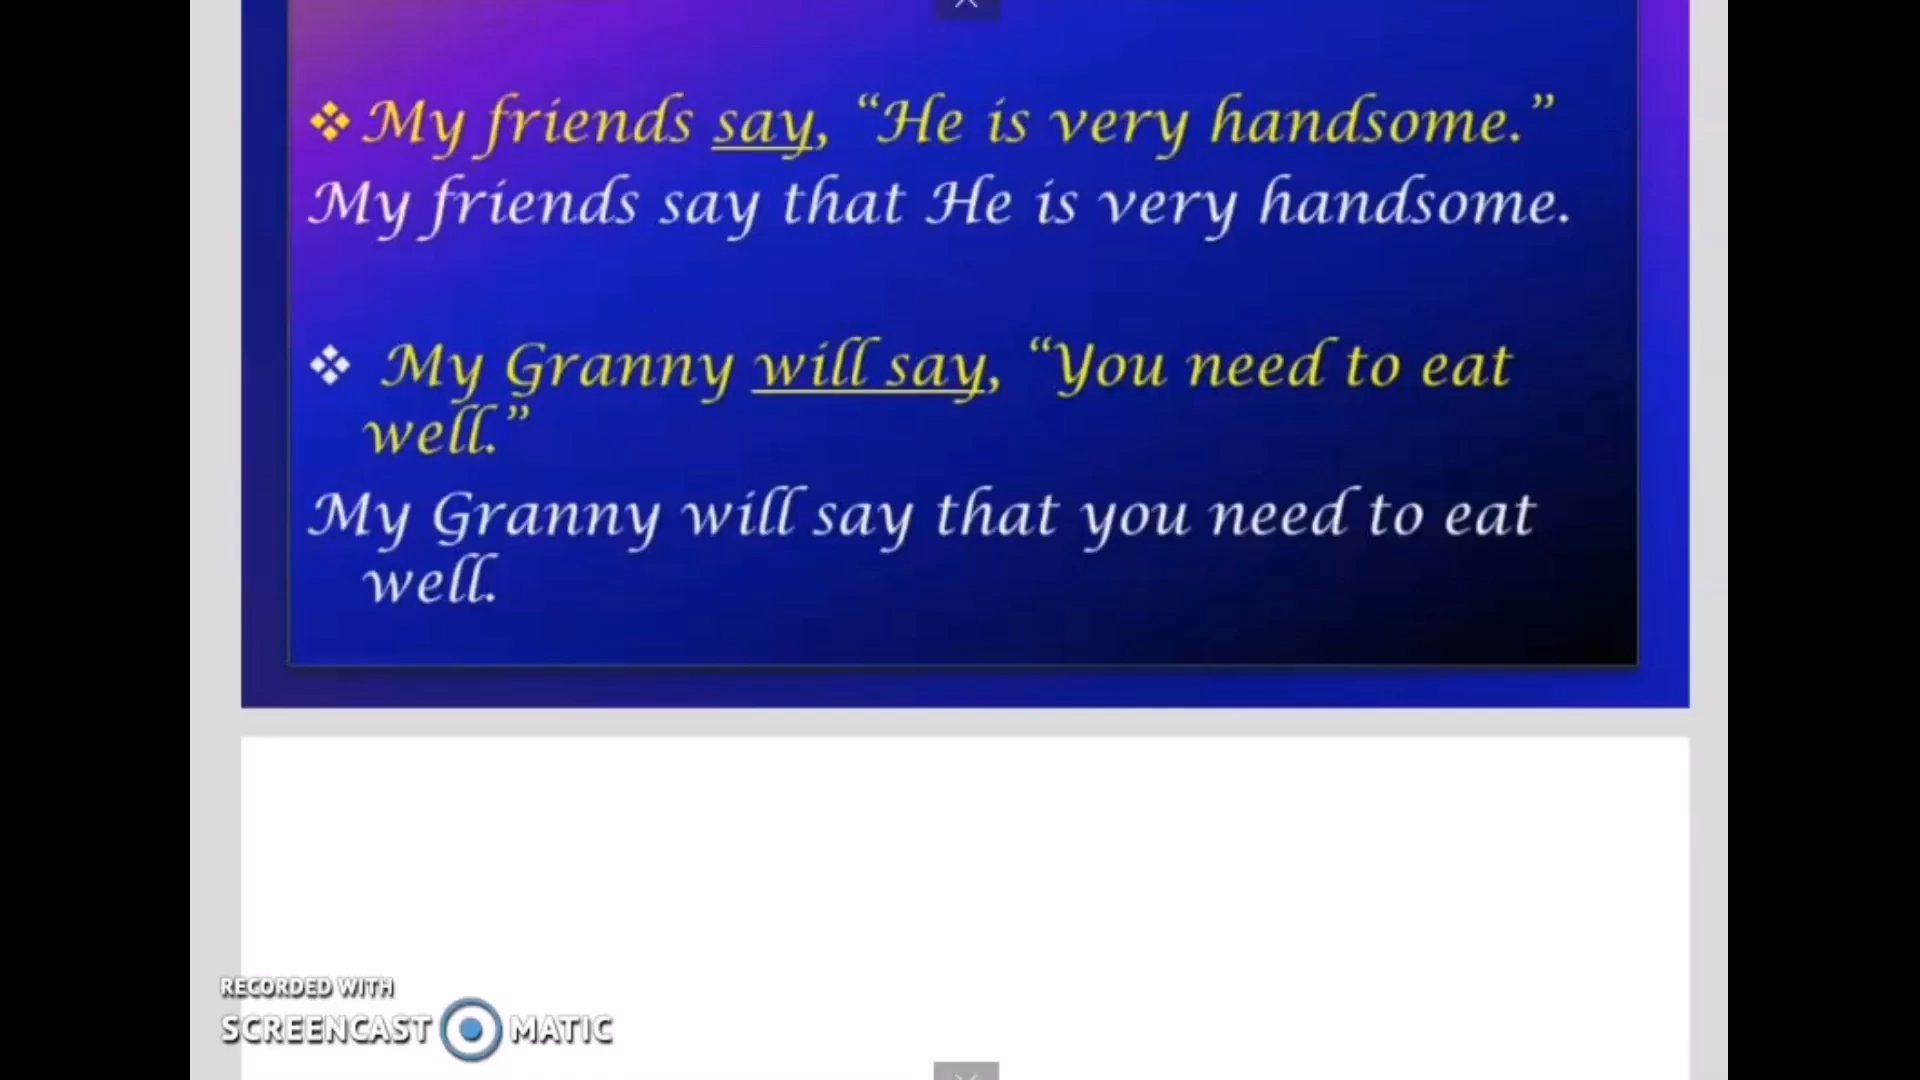 ❖ My friends say, “He is very handsome.”
My friends say that He is very handsome.
❖ My Granny will say, “You need to eat
well.”
My Granny will say that you need to eat
well.
RECORDED WITH
SCREENCAST MATIC